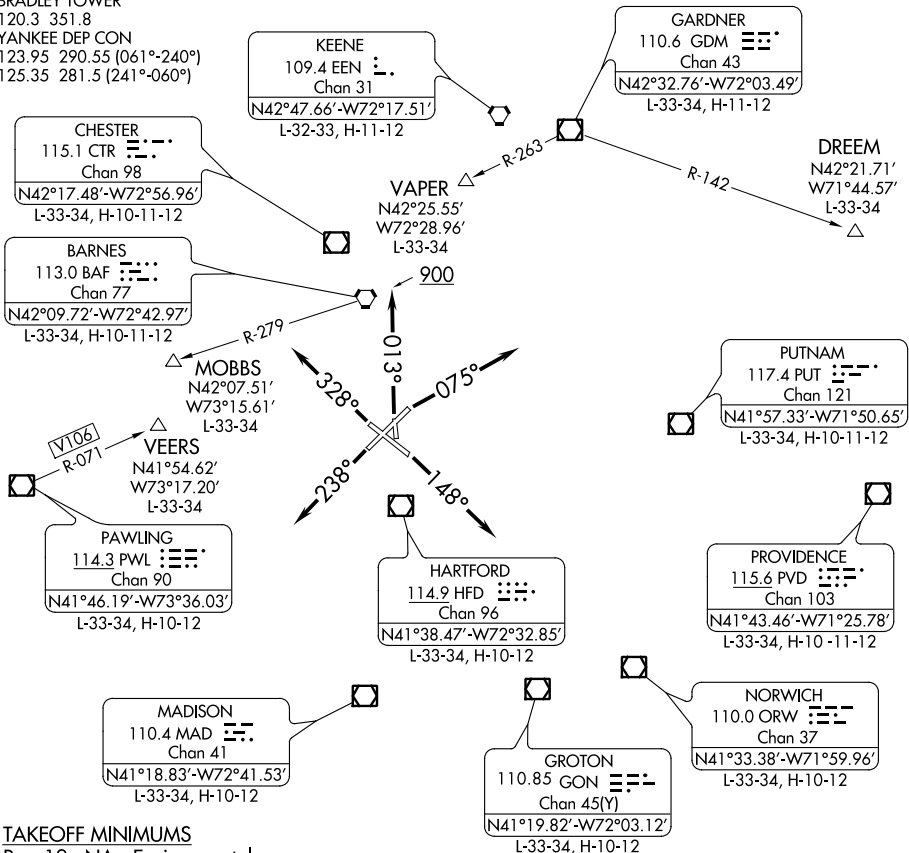 BRADLEY TOWER
120.3 351.8
YANKEE DEP CON
123.95 290.55 (061°-240°)
125.35 281.5 (241°-060°)
KEENE
109.4 EEN
Chan 31
N42°47.66′-W72°17.51′
L-32-33, H-11-12
GARDNER
110.6 GDM
Chan 43
N42°32.76′-W72°03.49′
L-33-34, H-11-12
CHESTER
115.1 CTR
Chan 98
N42°17.48′-W72°56.96′
L-33-34, H-10-11-12
R-263
R-142
DREEM
N42°21.71′
W71°44.57′
L-33-34
VAPER
N42°25.55′
W72°28.96′
L-33-34
BARNES
113.0 BAF
Chan 77
N42°09.72′-W72°42.97′
L-33-34, H-10-11-12
900
R-279
MOBBS
N42°07.51′
W73°15.61′
L-33-34
013°
328°
075°
238°
148°
PUTNAM
117.4 PUT
Chan 121
N41°57.33′-W71°50.65′
L-33-34, H-10-11-12
V106
R-071
VEERS
N41°54.62′
W73°17.20′
L-33-34
PAWLING
114.3 PWL
Chan 90
N41°46.19′-W73°36.03′
L-33-34, H-10-12
HARTFORD
114.9 HFD
Chan 96
N41°38.47′-W72°32.85′
L-33-34, H-10-12
PROVIDENCE
115.6 PVD
Chan 103
N41°43.46′-W71°25.78′
L-33-34, H-10 -11-12
MADISON
110.4 MAD
Chan 41
N41°18.83′-W72°41.53′
L-33-34, H-10-12
GROTON
110.85 GON
Chan 45(Y)
N41°19.82′-W72°03.12′
L-33-34, H-10-12
NORWICH
110.0 ORW
Chan 37
N41°33.38′-W71°59.96′
L-33-34, H-10-12
TAKEOFF MINIMUMS